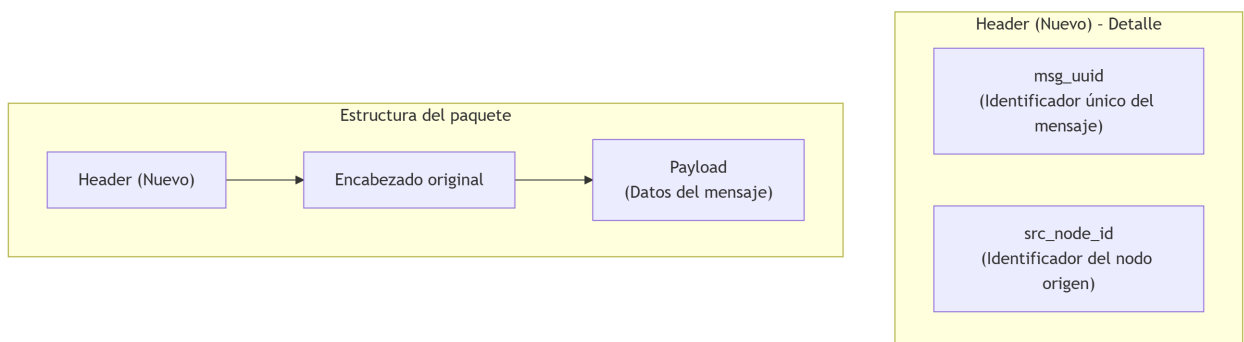 Estructura del paquete
Header (Nuevo)
Encabezado original
Payload
(Datos del mensaje)
Header (Nuevo) - Detalle
msg_uuid
(Identificador único del
mensaje)
src_node_id
(Identificador del nodo
origen)